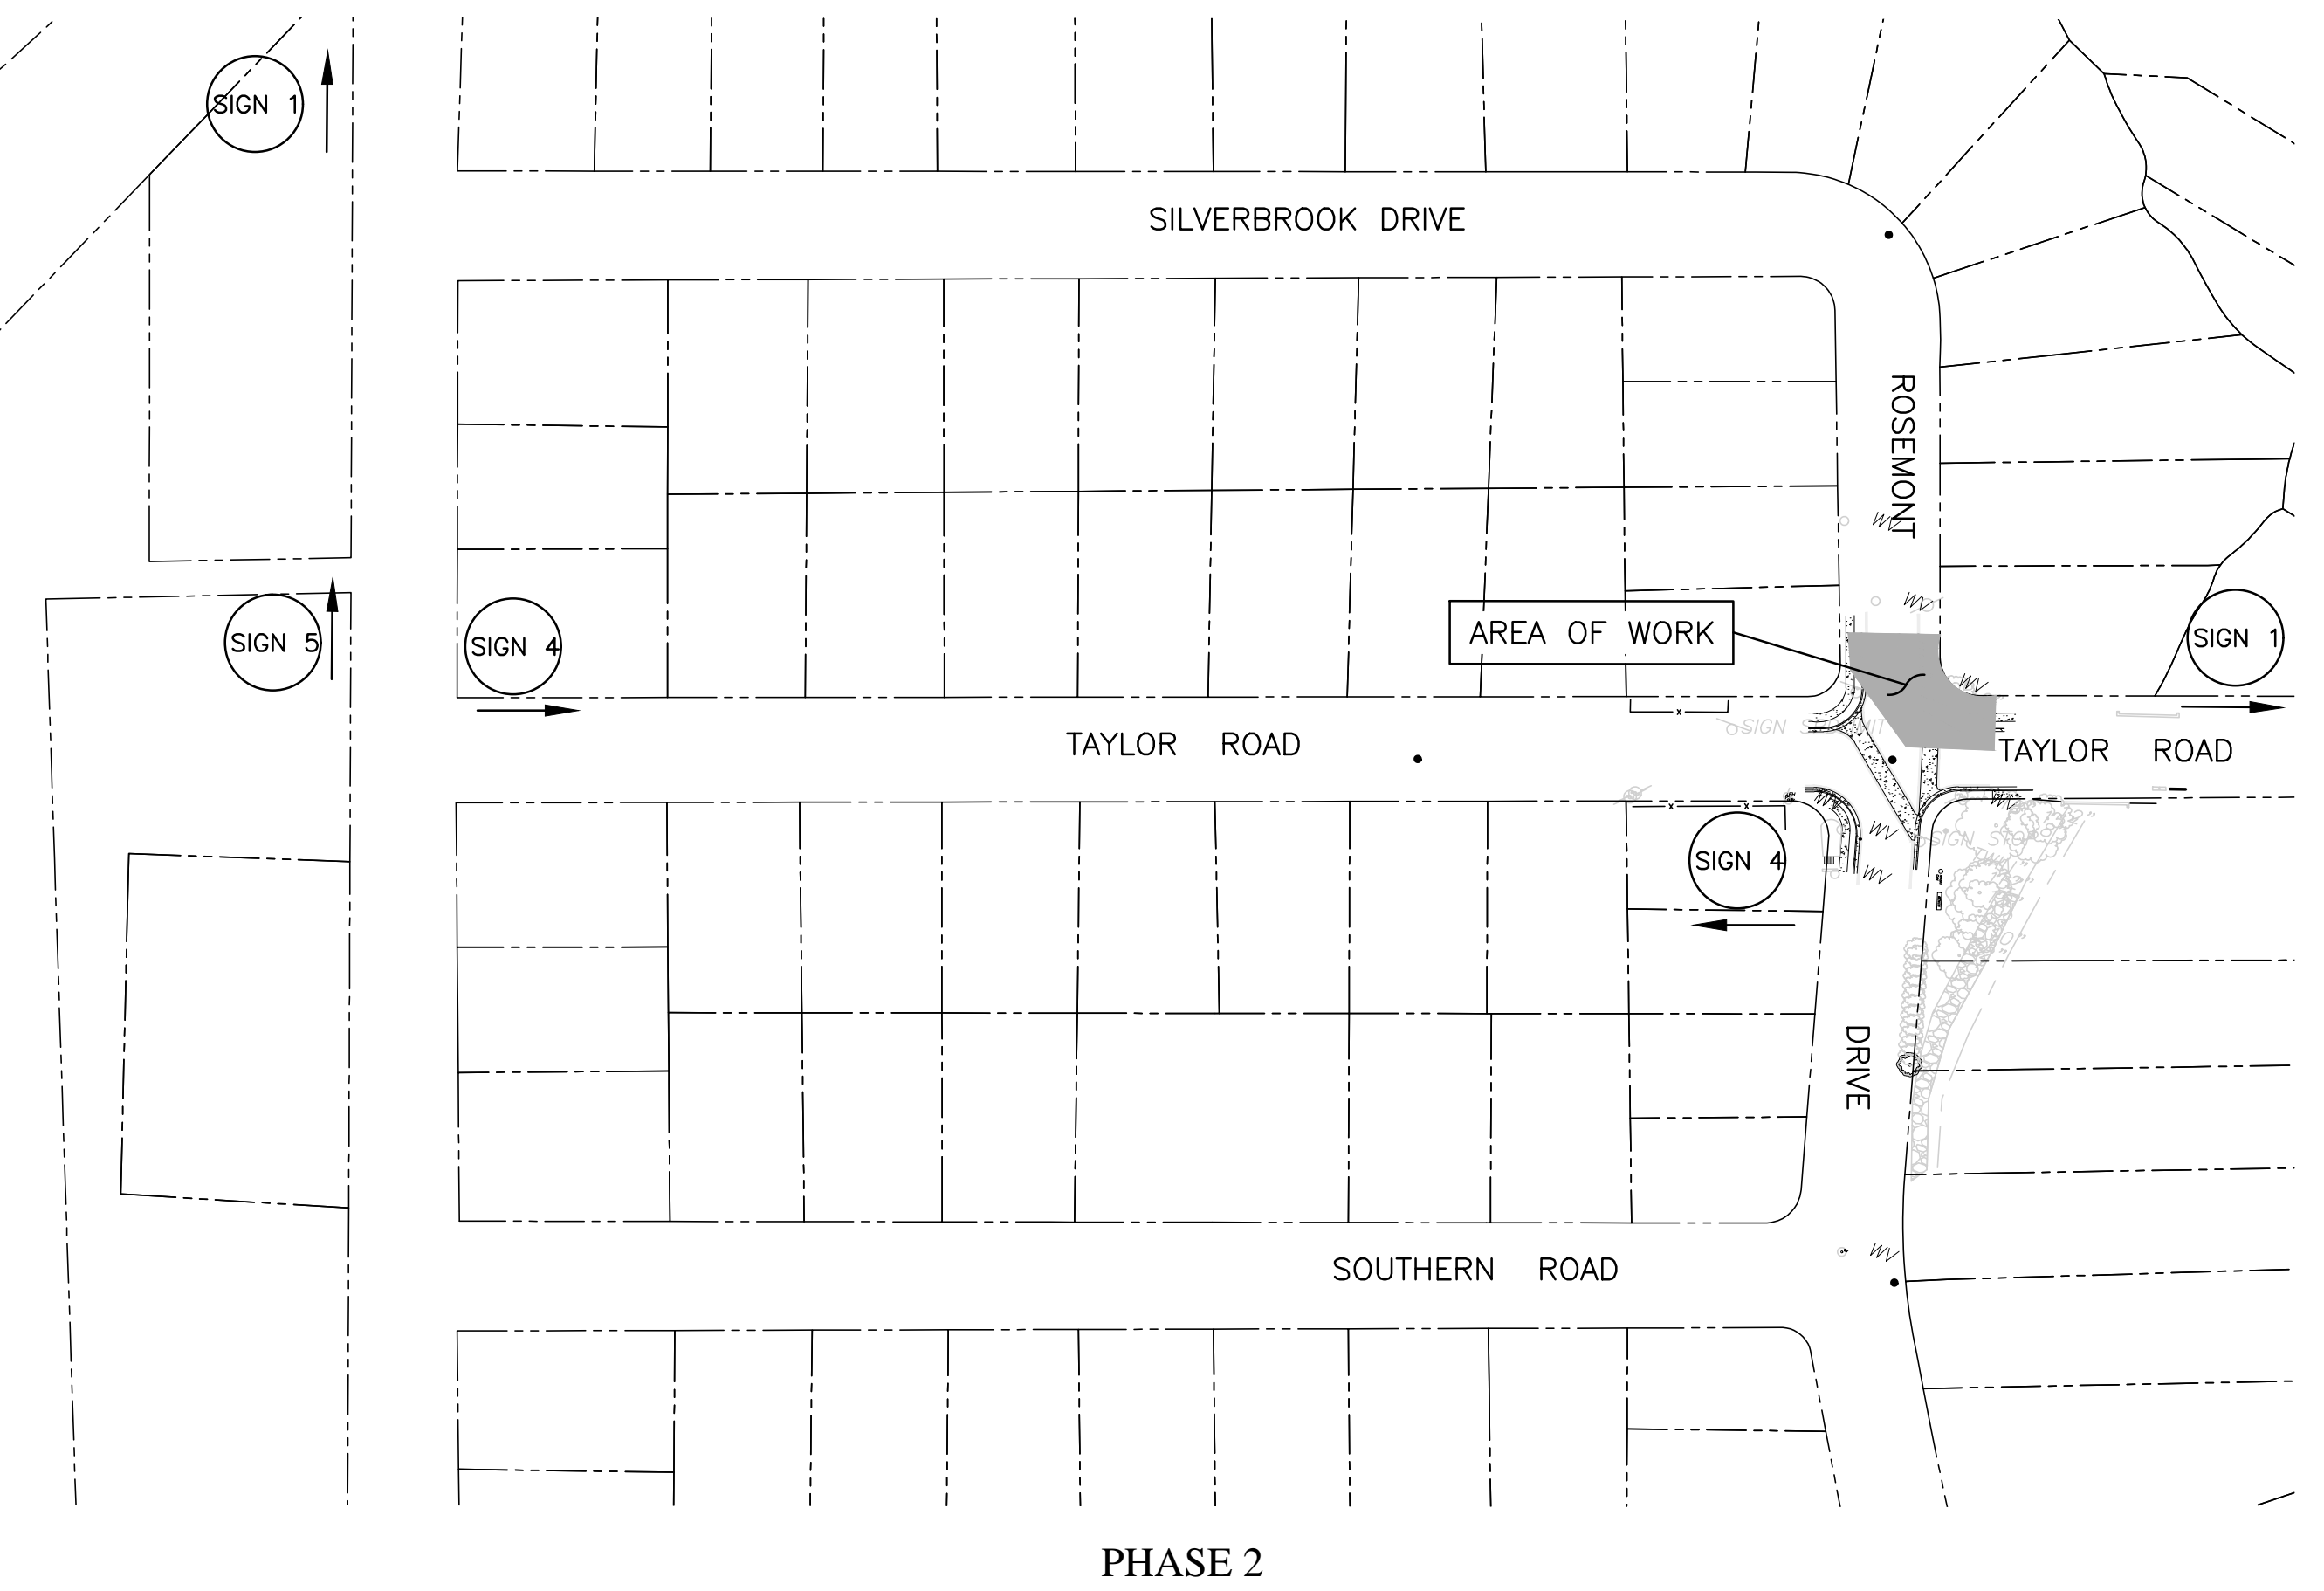 SIGN 1
SILVERBROOK DRIVE
ROSEMONT
SIGN 5
SIGN 4
AREA OF WORK
SIGN 1
TAYLOR ROAD
TAYLOR ROAD
SIGN 4
DRIVE
SOUTHERN ROAD
PHASE 2